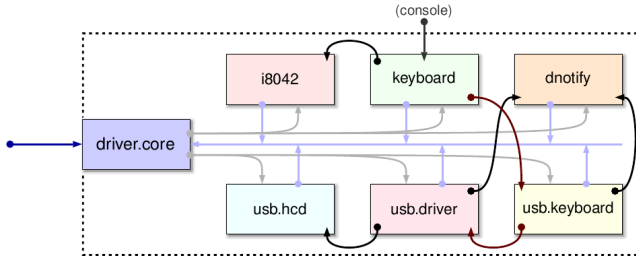 (console)
i8042
keyboard
dnotify
driver.core
usb.hcd
usb.driver
usb.keyboard